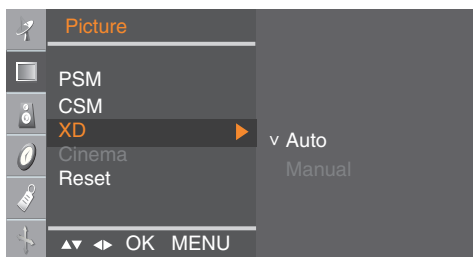 Picture
PSM
CSM
XD
v Auto
Cinema
Manual
Reset
OK MENU